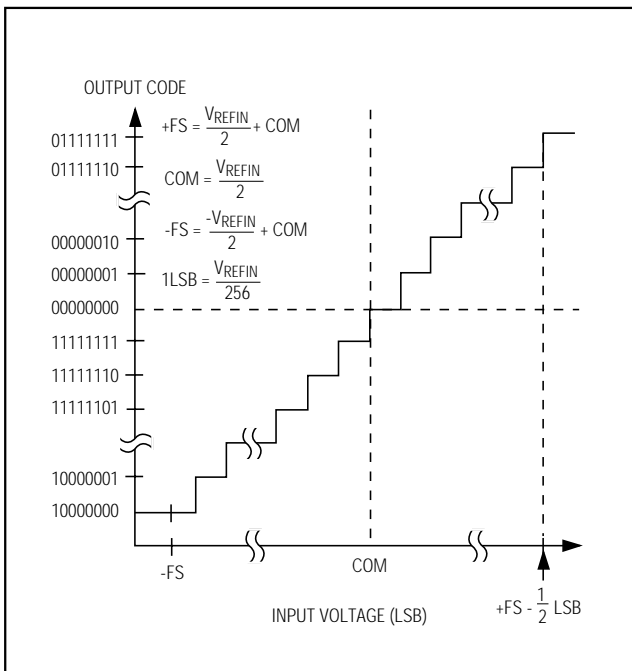 OUTPUT CODE
+FS = V_REFIN/2 + COM
COM = V_REFIN/2
-FS = -V_REFIN/2 + COM
1LSB = V_REFIN/256
01111111
01111110
00000010
00000001
00000000
11111111
11111110
11111101
10000001
10000000
-FS
COM
+FS - 1/2 LSB
INPUT VOLTAGE (LSB)